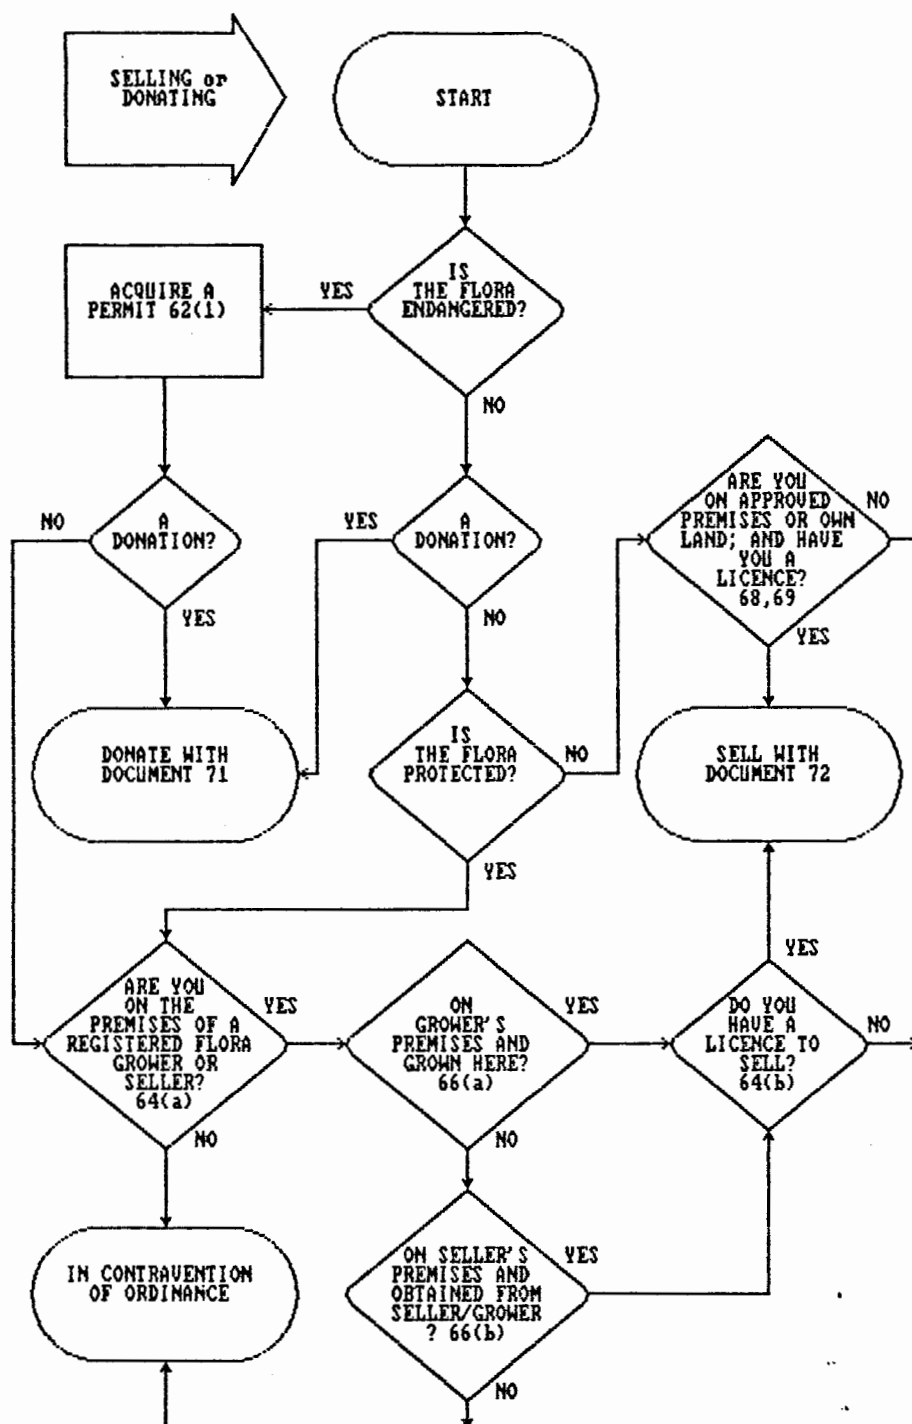 SELLING or
DONATING
START
IS
THE FLORA
ENDANGERED?
YES
ACQUIRE A
PERMIT 62(1)
NO
A
DONATION?
NO
YES
A
DONATION?
YES
NO
ARE YOU
ON APPROVED
PREMISES OR OWN
LAND; AND HAVE
YOU A
LICENCE?
68,69
NO
YES
DONATE WITH
DOCUMENT 71
IS
THE FLORA
PROTECTED?
NO
YES
SELL WITH
DOCUMENT 72
ARE YOU
ON THE
PREMISES OF A
REGISTERED FLORA
GROWER OR
SELLER?
64(a)
YES
NO
ON
GROWER'S
PREMISES AND
GROWN HERE?
66(a)
YES
NO
DO YOU
HAVE A
LICENCE TO
SELL?
64(b)
YES
NO
IN CONTRAVENTION
OF ORDINANCE
ON SELLER'S
PREMISES AND
OBTAINED FROM
SELLER/GROWER
? 66(b)
YES
NO